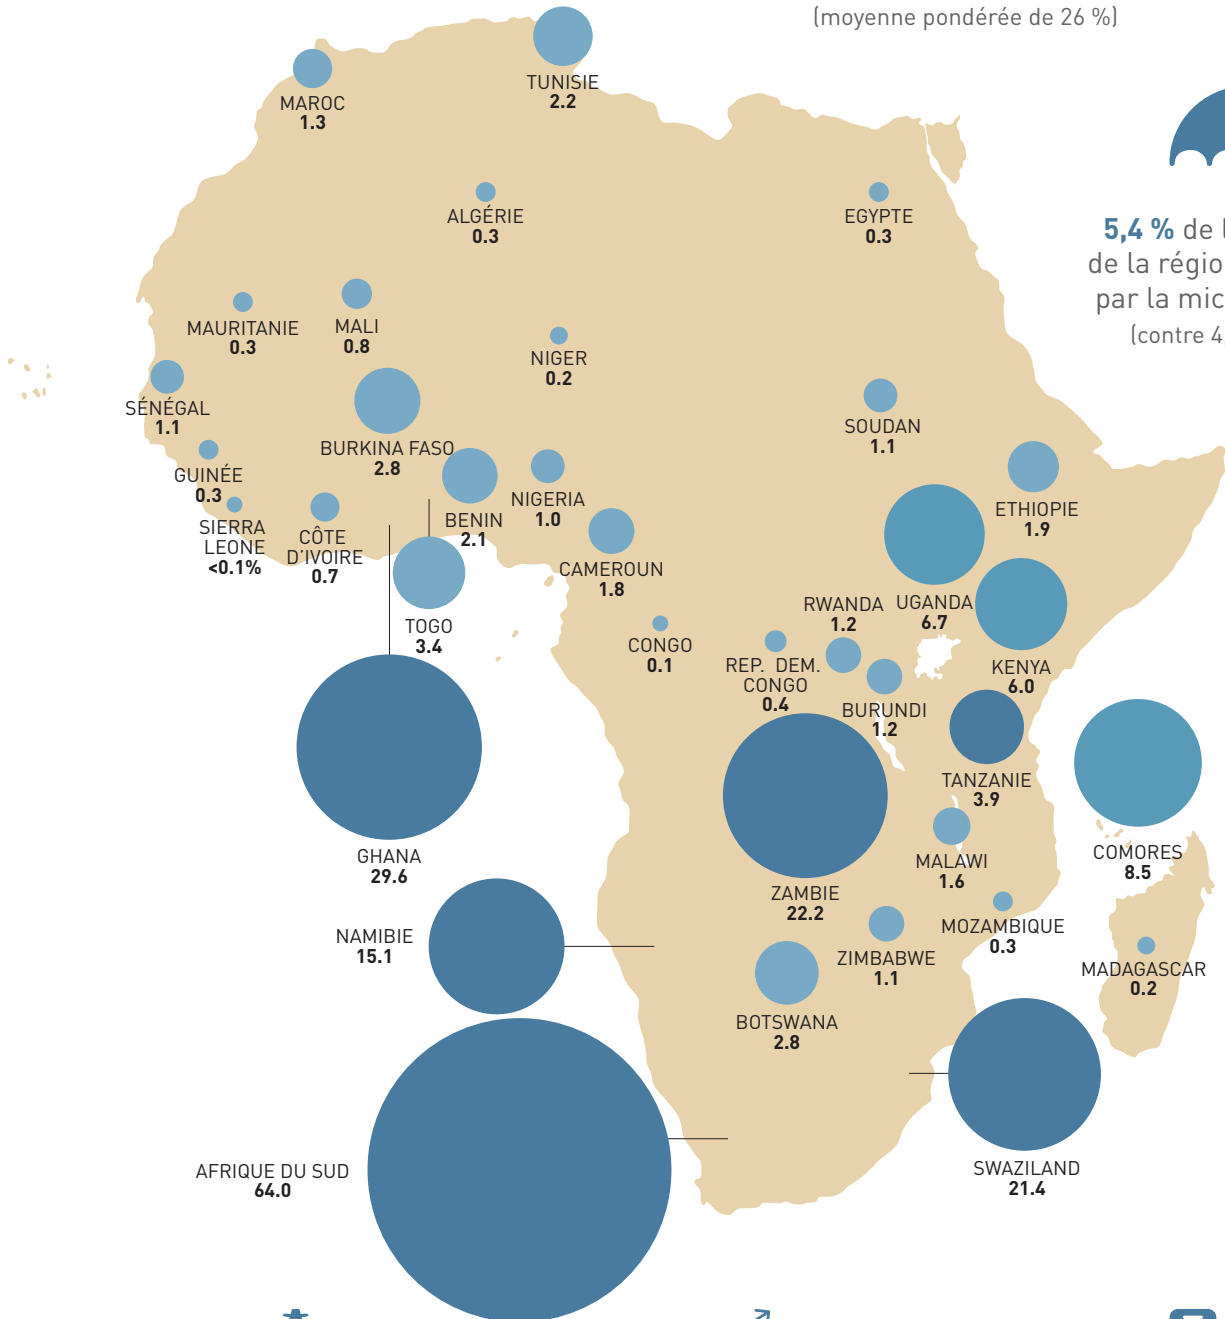 (moyenne pondérée de 26 %)
TUNISIE
2.2
MAROC
1.3
ALGÉRIE
0.3
EGYPTE
0.3
5,4 % de
de la régio
par la mic
(contre 4
MAURITANIE
0.3
MALI
0.8
NIGER
0.2
SÉNÉGAL
1.1
SOUDAN
1.1
BURKINA FASO
2.8
GUINÉE
0.3
NIGERIA
1.0
ETHIOPIE
1.9
BENIN
2.1
SIERRA
LEONE
<0.1%
CÔTE
D'IVOIRE
0.7
CAMEROUN
1.8
RWANDA
1.2
UGANDA
6.7
TOGO
3.4
CONGO
0.1
REP. DEM.
CONGO
0.4
KENYA
6.0
BURUNDI
1.2
TANZANIE
3.9
GHANA
29.6
MALAWI
1.6
COMORES
8.5
ZAMBIE
22.2
NAMIBIE
15.1
MOZAMBIQUE
0.3
ZIMBABWE
1.1
MADAGASCAR
0.2
BOTSWANA
2.8
AFRIQUE DU SUD
64.0
SWAZILAND
21.4